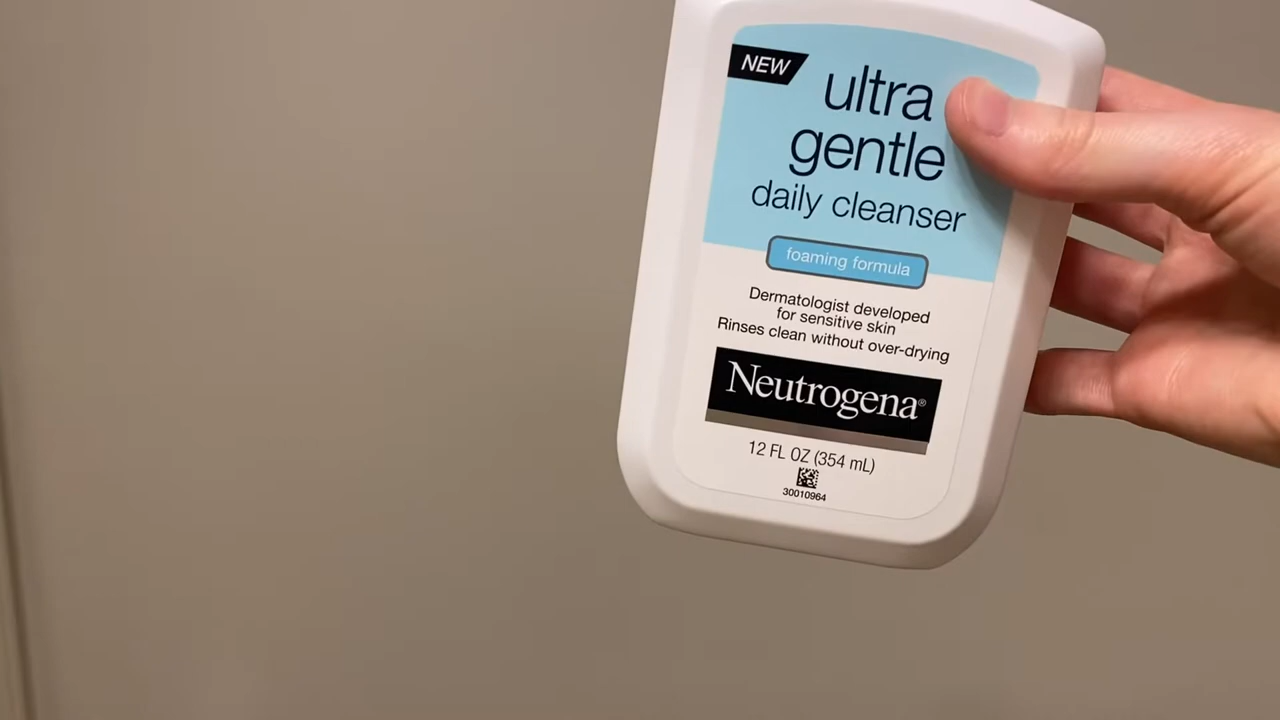 NEW
ultra
gentle
daily cleanser
foaming formula
Dermatologist developed
for sensitive skin
Rinses clean without over-drying
Neutrogena®
12 FL OZ (354 mL)
30010964